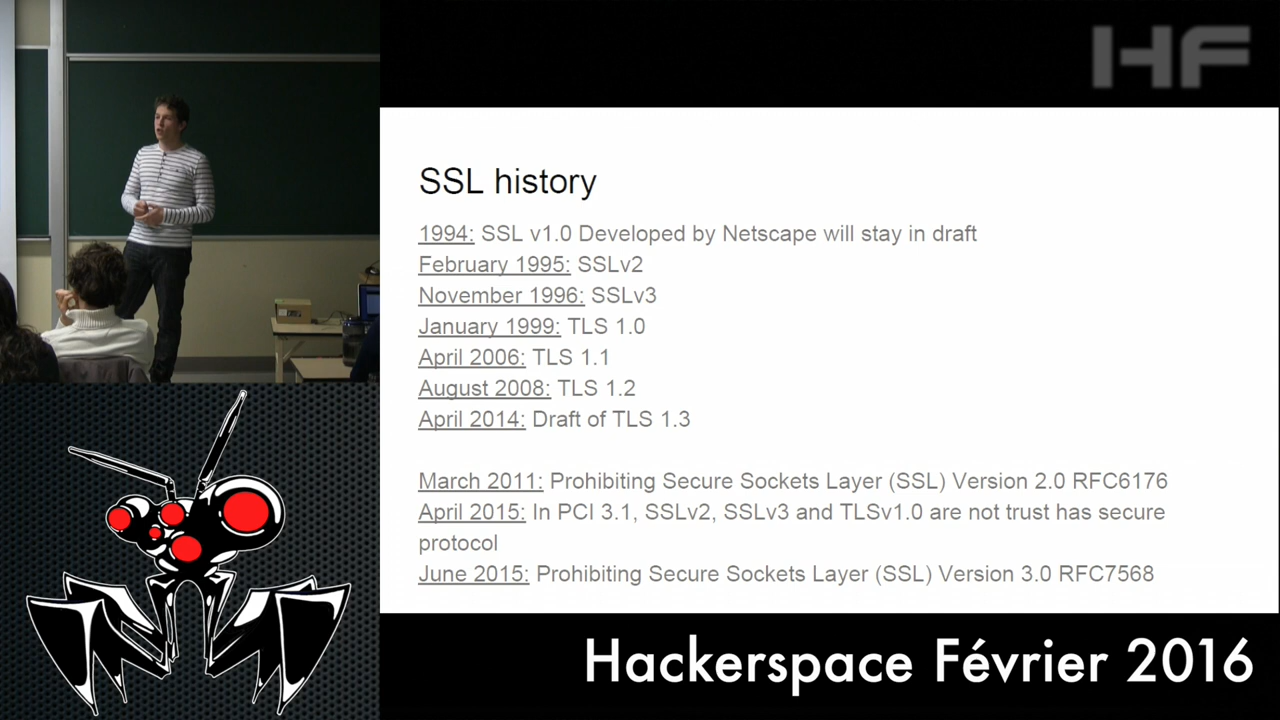 HF
SSL history
1994: SSL v1.0 Developed by Netscape will stay in draft
February 1995: SSLv2
November 1996: SSLv3
January 1999: TLS 1.0
April 2006: TLS 1.1
August 2008: TLS 1.2
April 2014: Draft of TLS 1.3
March 2011: Prohibiting Secure Sockets Layer (SSL) Version 2.0 RFC6176
April 2015: In PCI 3.1, SSLv2, SSLv3 and TLSv1.0 are not trust has secure
protocol
June 2015: Prohibiting Secure Sockets Layer (SSL) Version 3.0 RFC7568
Hackerspace Février 2016